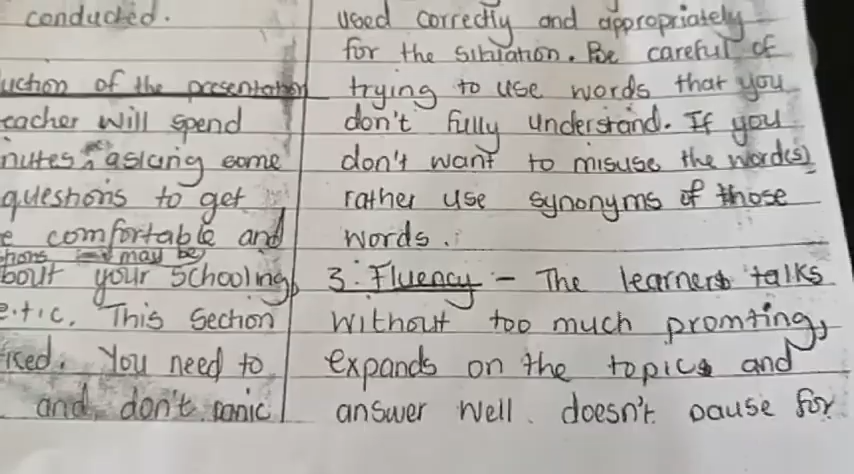 conducted.
uction of the presentation
eacher will spend
nutes asking some
questions to get
e comfortable and
tions may be
bout your schooling,
e.t.c. This section
You need to
and don't panic
used correctly and appropriately
for the situation. Be careful of
trying to use words that you
don't fully understand. If you
don't want to misuse the word(s)
rather use synonyms of those
words.
3. Fluency - The learners talks
without too much promting,
expands on the topics and
answer well. doesn't pause for